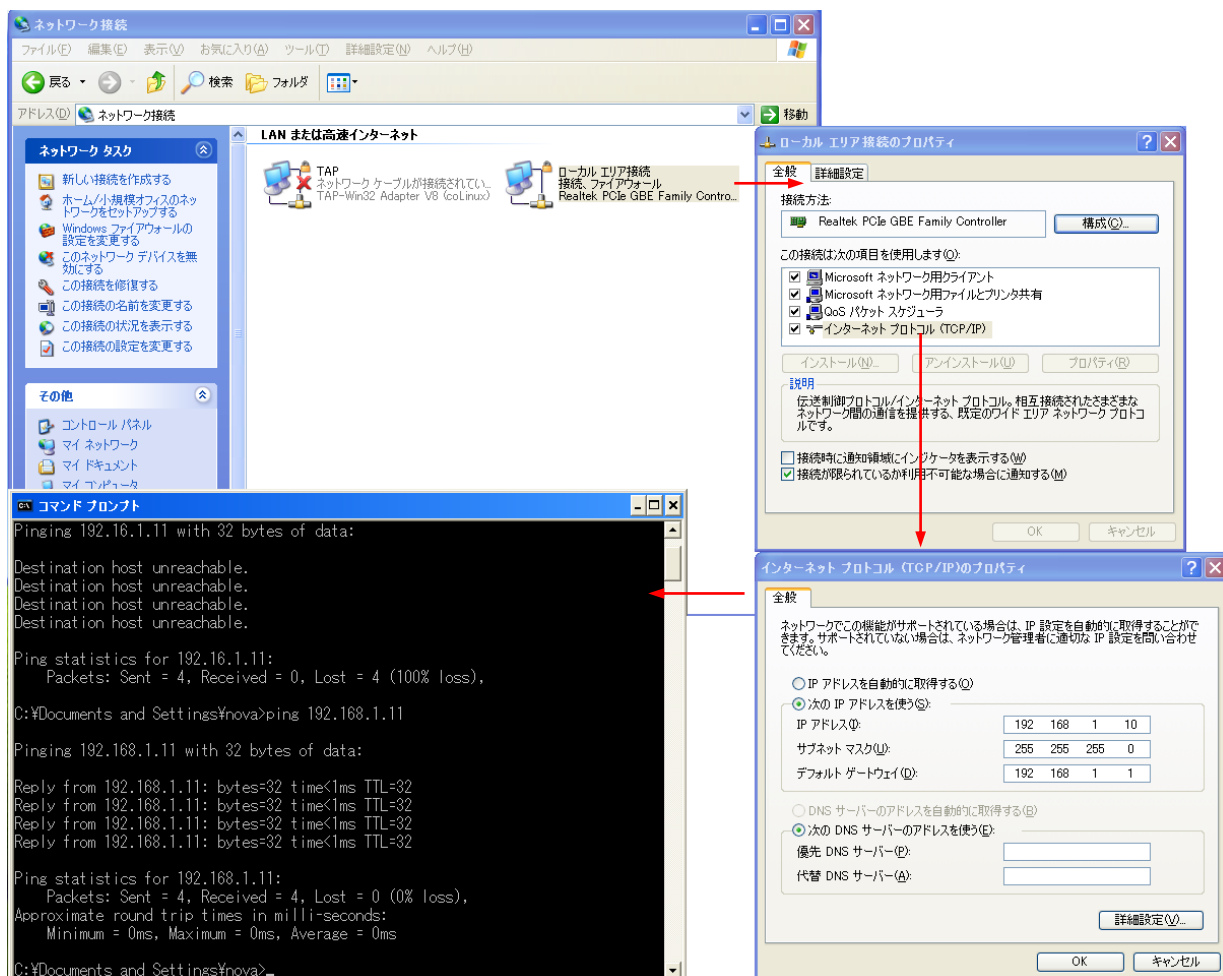 ネットワーク接続
ファイル(F) 編集(E) 表示(V) お気に入り(A) ツール(T) 詳細設定(N) ヘルプ(H)
戻る 検索 フォルダ
アドレス(D) ネットワーク接続 移動
ネットワーク タスク
新しい接続を作成する
ホーム/小規模オフィスのネッ
トワークをセットアップする
Windows ファイアウォールの
設定を変更する
このネットワーク デバイスを無
効にする
この接続を修復する
この接続の名前を変更する
この接続の状況を表示する
この接続の設定を変更する
その他
コントロール パネル
マイ ネットワーク
マイ ドキュメント
マイ コンピュータ
LAN または高速インターネット
TAP
ネットワーク ケーブルが接続されてい...
TAP-Win32 Adapter V8 (coLinux)
ローカル エリア接続
接続、ファイアウォール
Realtek PCIe GBE Family Contro...
ローカル エリア接続のプロパティ
全般 詳細設定
接続方法:
Realtek PCIe GBE Family Controller
構成(C)...
この接続は次の項目を使用します(O):
Microsoft ネットワーク用クライアント
Microsoft ネットワーク用ファイルとプリンタ共有
QoS パケット スケジューラ
インターネット プロトコル (TCP/IP)
インストール(N)... アンインストール(U) プロパティ(R)
説明
伝送制御プロトコル/インターネット プロトコル。相互接続されたさまざまな
ネットワーク間の通信を提供する、既定のワイド エリア ネットワーク プロトコ
ルです。
接続時に通知領域にインジケータを表示する(W)
接続が限られているか利用不可能な場合に通知する(M)
OK キャンセル
コマンド プロンプト
Pinging 192.16.1.11 with 32 bytes of data:
Destination host unreachable.
Destination host unreachable.
Destination host unreachable.
Destination host unreachable.
Ping statistics for 192.16.1.11:
Packets: Sent = 4, Received = 0, Lost = 4 (100% loss),
C:¥Documents and Settings¥nova>ping 192.168.1.11
Pinging 192.168.1.11 with 32 bytes of data:
Reply from 192.168.1.11: bytes=32 time<1ms TTL=32
Reply from 192.168.1.11: bytes=32 time<1ms TTL=32
Reply from 192.168.1.11: bytes=32 time<1ms TTL=32
Reply from 192.168.1.11: bytes=32 time<1ms TTL=32
Ping statistics for 192.168.1.11:
Packets: Sent = 4, Received = 4, Lost = 0 (0% loss),
Approximate round trip times in milli-seconds:
Minimum = 0ms, Maximum = 0ms, Average = 0ms
C:¥Documents and Settings¥nova>_
インターネット プロトコル (TCP/IP)のプロパティ
全般
ネットワークでこの機能がサポートされている場合は、IP 設定を自動的に取得することがで
きます。サポートされていない場合は、ネットワーク管理者に適切な IP 設定を問い合わせ
てください。
IP アドレスを自動的に取得する(O)
次の IP アドレスを使う(S):
IP アドレス(I): 192 168 1 10
サブネット マスク(U): 255 255 255 0
デフォルト ゲートウェイ(D): 192 168 1 1
DNS サーバーのアドレスを自動的に取得する(B)
次の DNS サーバーのアドレスを使う(E):
優先 DNS サーバー(P):
代替 DNS サーバー(A):
詳細設定(V)...
OK キャンセル